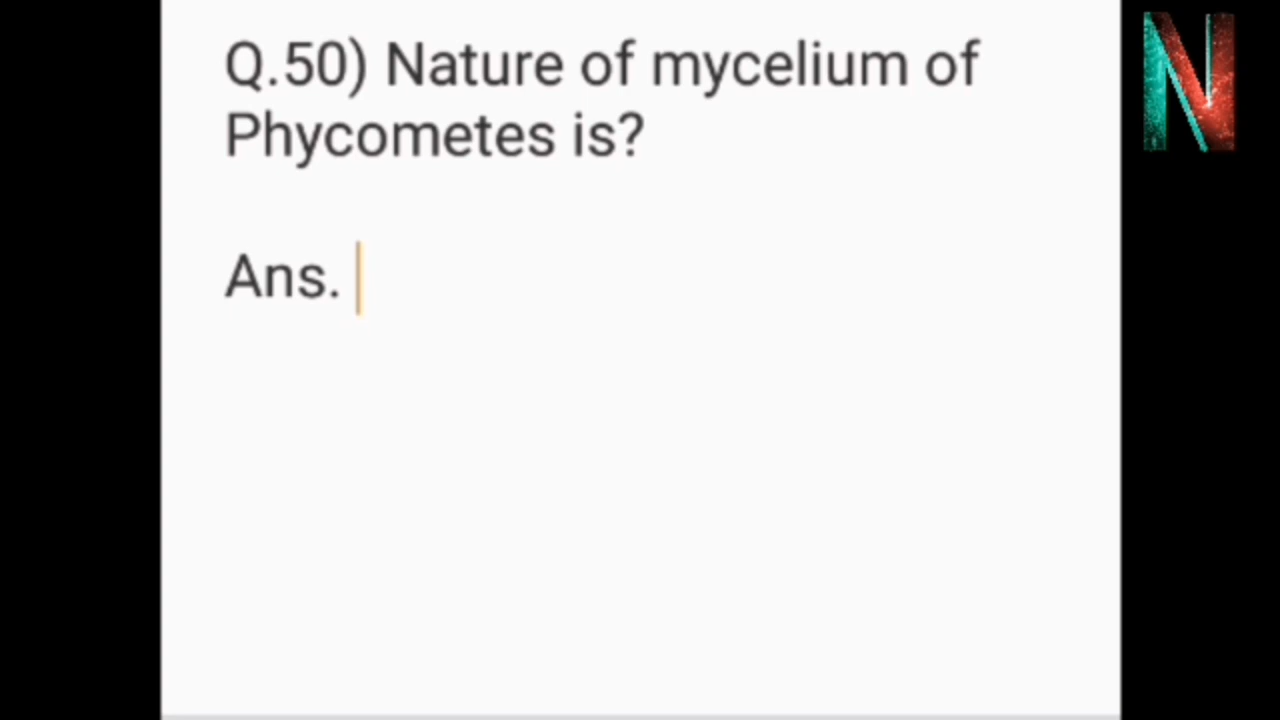 Q.50) Nature of mycelium of
Phycometes is?
Ans.
N